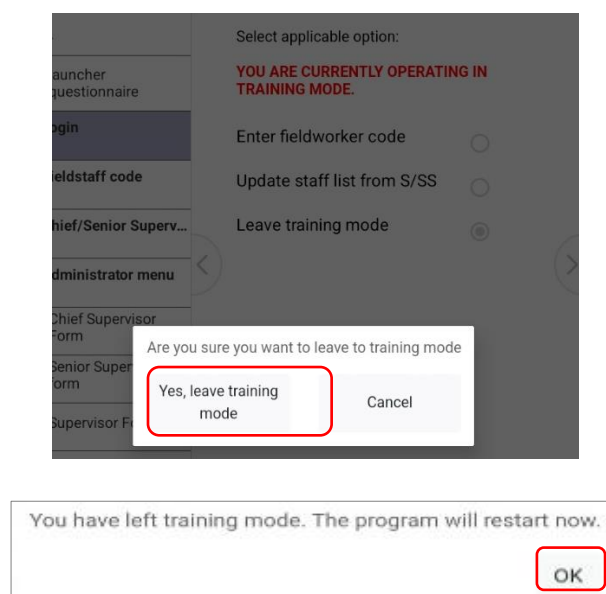 Select applicable option:
auncher
questionnaire
YOU ARE CURRENTLY OPERATING IN
TRAINING MODE.
ogin
Enter fieldworker code
ieldstaff code
Update staff list from S/SS
hief/Senior Superv...
Leave training mode
dministrator menu
Chief Supervisor
Form
Are you sure you want to leave to training mode
Senior Super
orm
Yes, leave training
mode
Cancel
Supervisor F
You have left training mode. The program will restart now.
OK